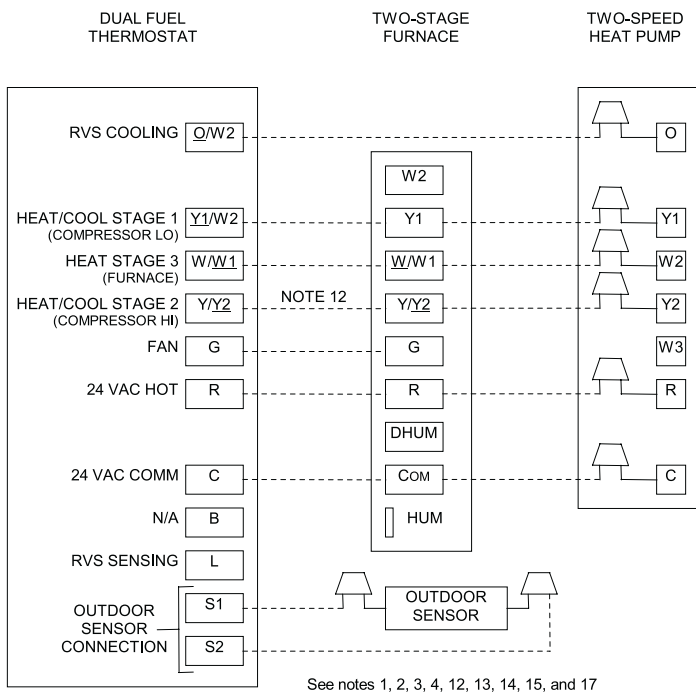 DUAL FUEL
THERMOSTAT
TWO-STAGE
FURNACE
TWO-SPEED
HEAT PUMP
RVS COOLING O/W2 O
W2
HEAT/COOL STAGE 1 Y1/W2 Y1 Y1
(COMPRESSOR LO)
HEAT STAGE 3 W/W1 W/W1 W2
(FURNACE)
HEAT/COOL STAGE 2 Y/Y2 NOTE 12 Y/Y2 Y2
(COMPRESSOR HI)
FAN G G W3
24 VAC HOT R R R
DHUM
24 VAC COMM C COM C
N/A B HUM
RVS SENSING L
OUTDOOR
SENSOR
CONNECTION
S1
S2
OUTDOOR
SENSOR
See notes 1, 2, 3, 4, 12, 13, 14, 15, and 17